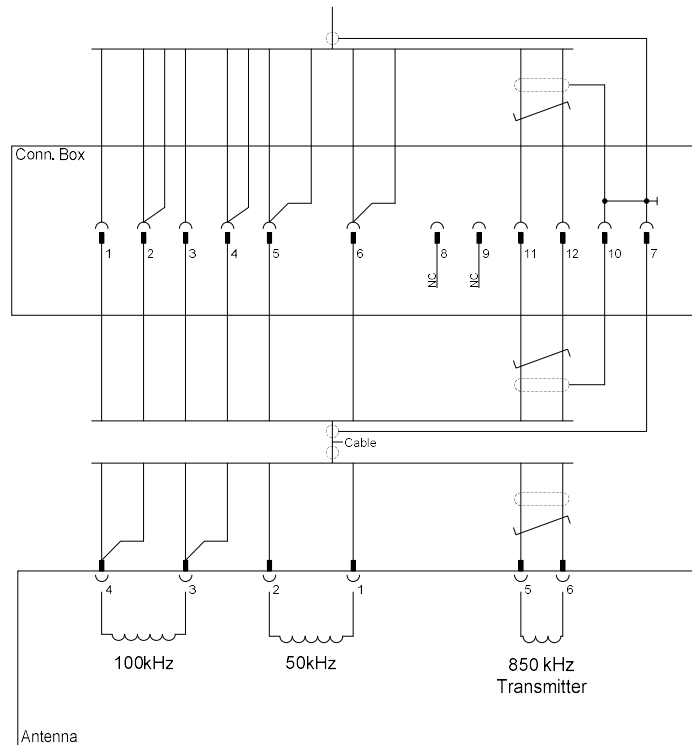 Conn. Box
1 2 3 4 5 6 8 9 11 12 10 7
NC NC
Cable
4 3 2 1 5 6
100kHz 50kHz 850 kHz
Transmitter
Antenna